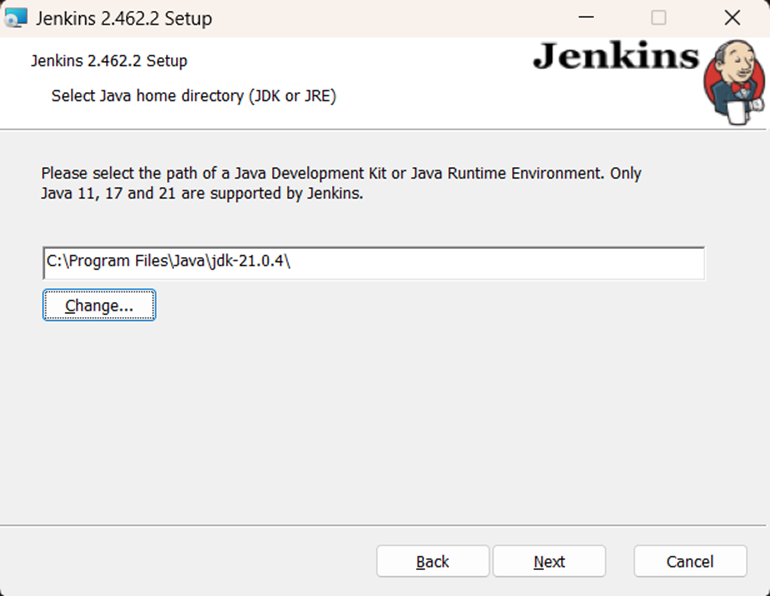 Jenkins 2.462.2 Setup
Jenkins 2.462.2 Setup
Jenkins
Select Java home directory (JDK or JRE)
Please select the path of a Java Development Kit or Java Runtime Environment. Only
Java 11, 17 and 21 are supported by Jenkins.
C:\Program Files\Java\jdk-21.0.4\
Change...
Back
Next
Cancel